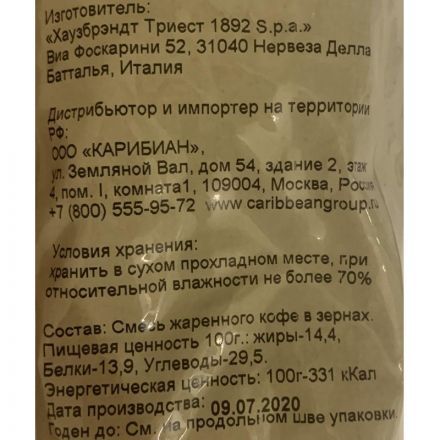 Изготовитель:
«Хаузбрэндт Триест 1892 S.p.a.»
Виа Фоскарини 52, 31040 Нервеза Делла
Батталья, Италия
Дистрибьютор и импортер на территории
РФ:
ООО «КАРИБИАН»,
ул. Земляной Вал, дом 54, здание 2, этаж
4, пом. I, комната1, 109004, Москва, Россия
+7 (800) 555-95-72 www.caribbeangroup.ru
Условия хранения:
хранить в сухом прохладном месте, при
относительной влажности не более 70%
Состав: Смесь жаренного кофе в зернах.
Пищевая ценность 100г.: жиры-14,4,
Белки-13,9, Углеводы-29,5.
Энергетическая ценность: 100г-331 кКал
Дата производства: 09.07.2020
Годен до: См. На продольном шве упаковки.